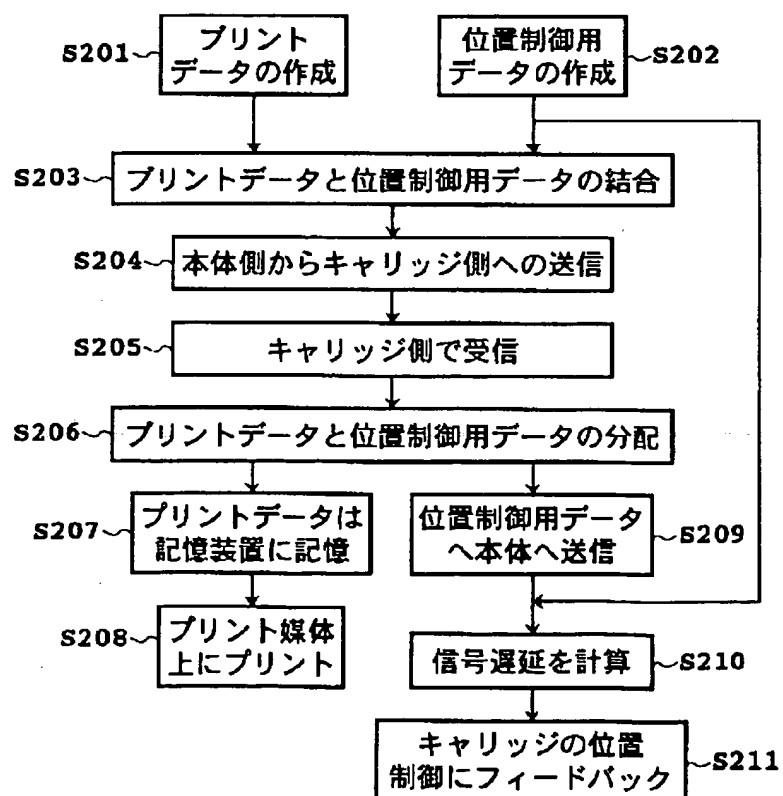 S201
プリント
データの作成
位置制御用
データの作成
S202
S203
プリントデータと位置制御用データの結合
S204
本体側からキャリッジ側への送信
S205
キャリッジ側で受信
S206
プリントデータと位置制御用データの分配
S207
プリントデータは
記憶装置に記憶
位置制御用データ
へ本体へ送信
S209
S208
プリント媒体
上にプリント
信号遅延を計算
S210
キャリッジの位置
制御にフィードバック
S211